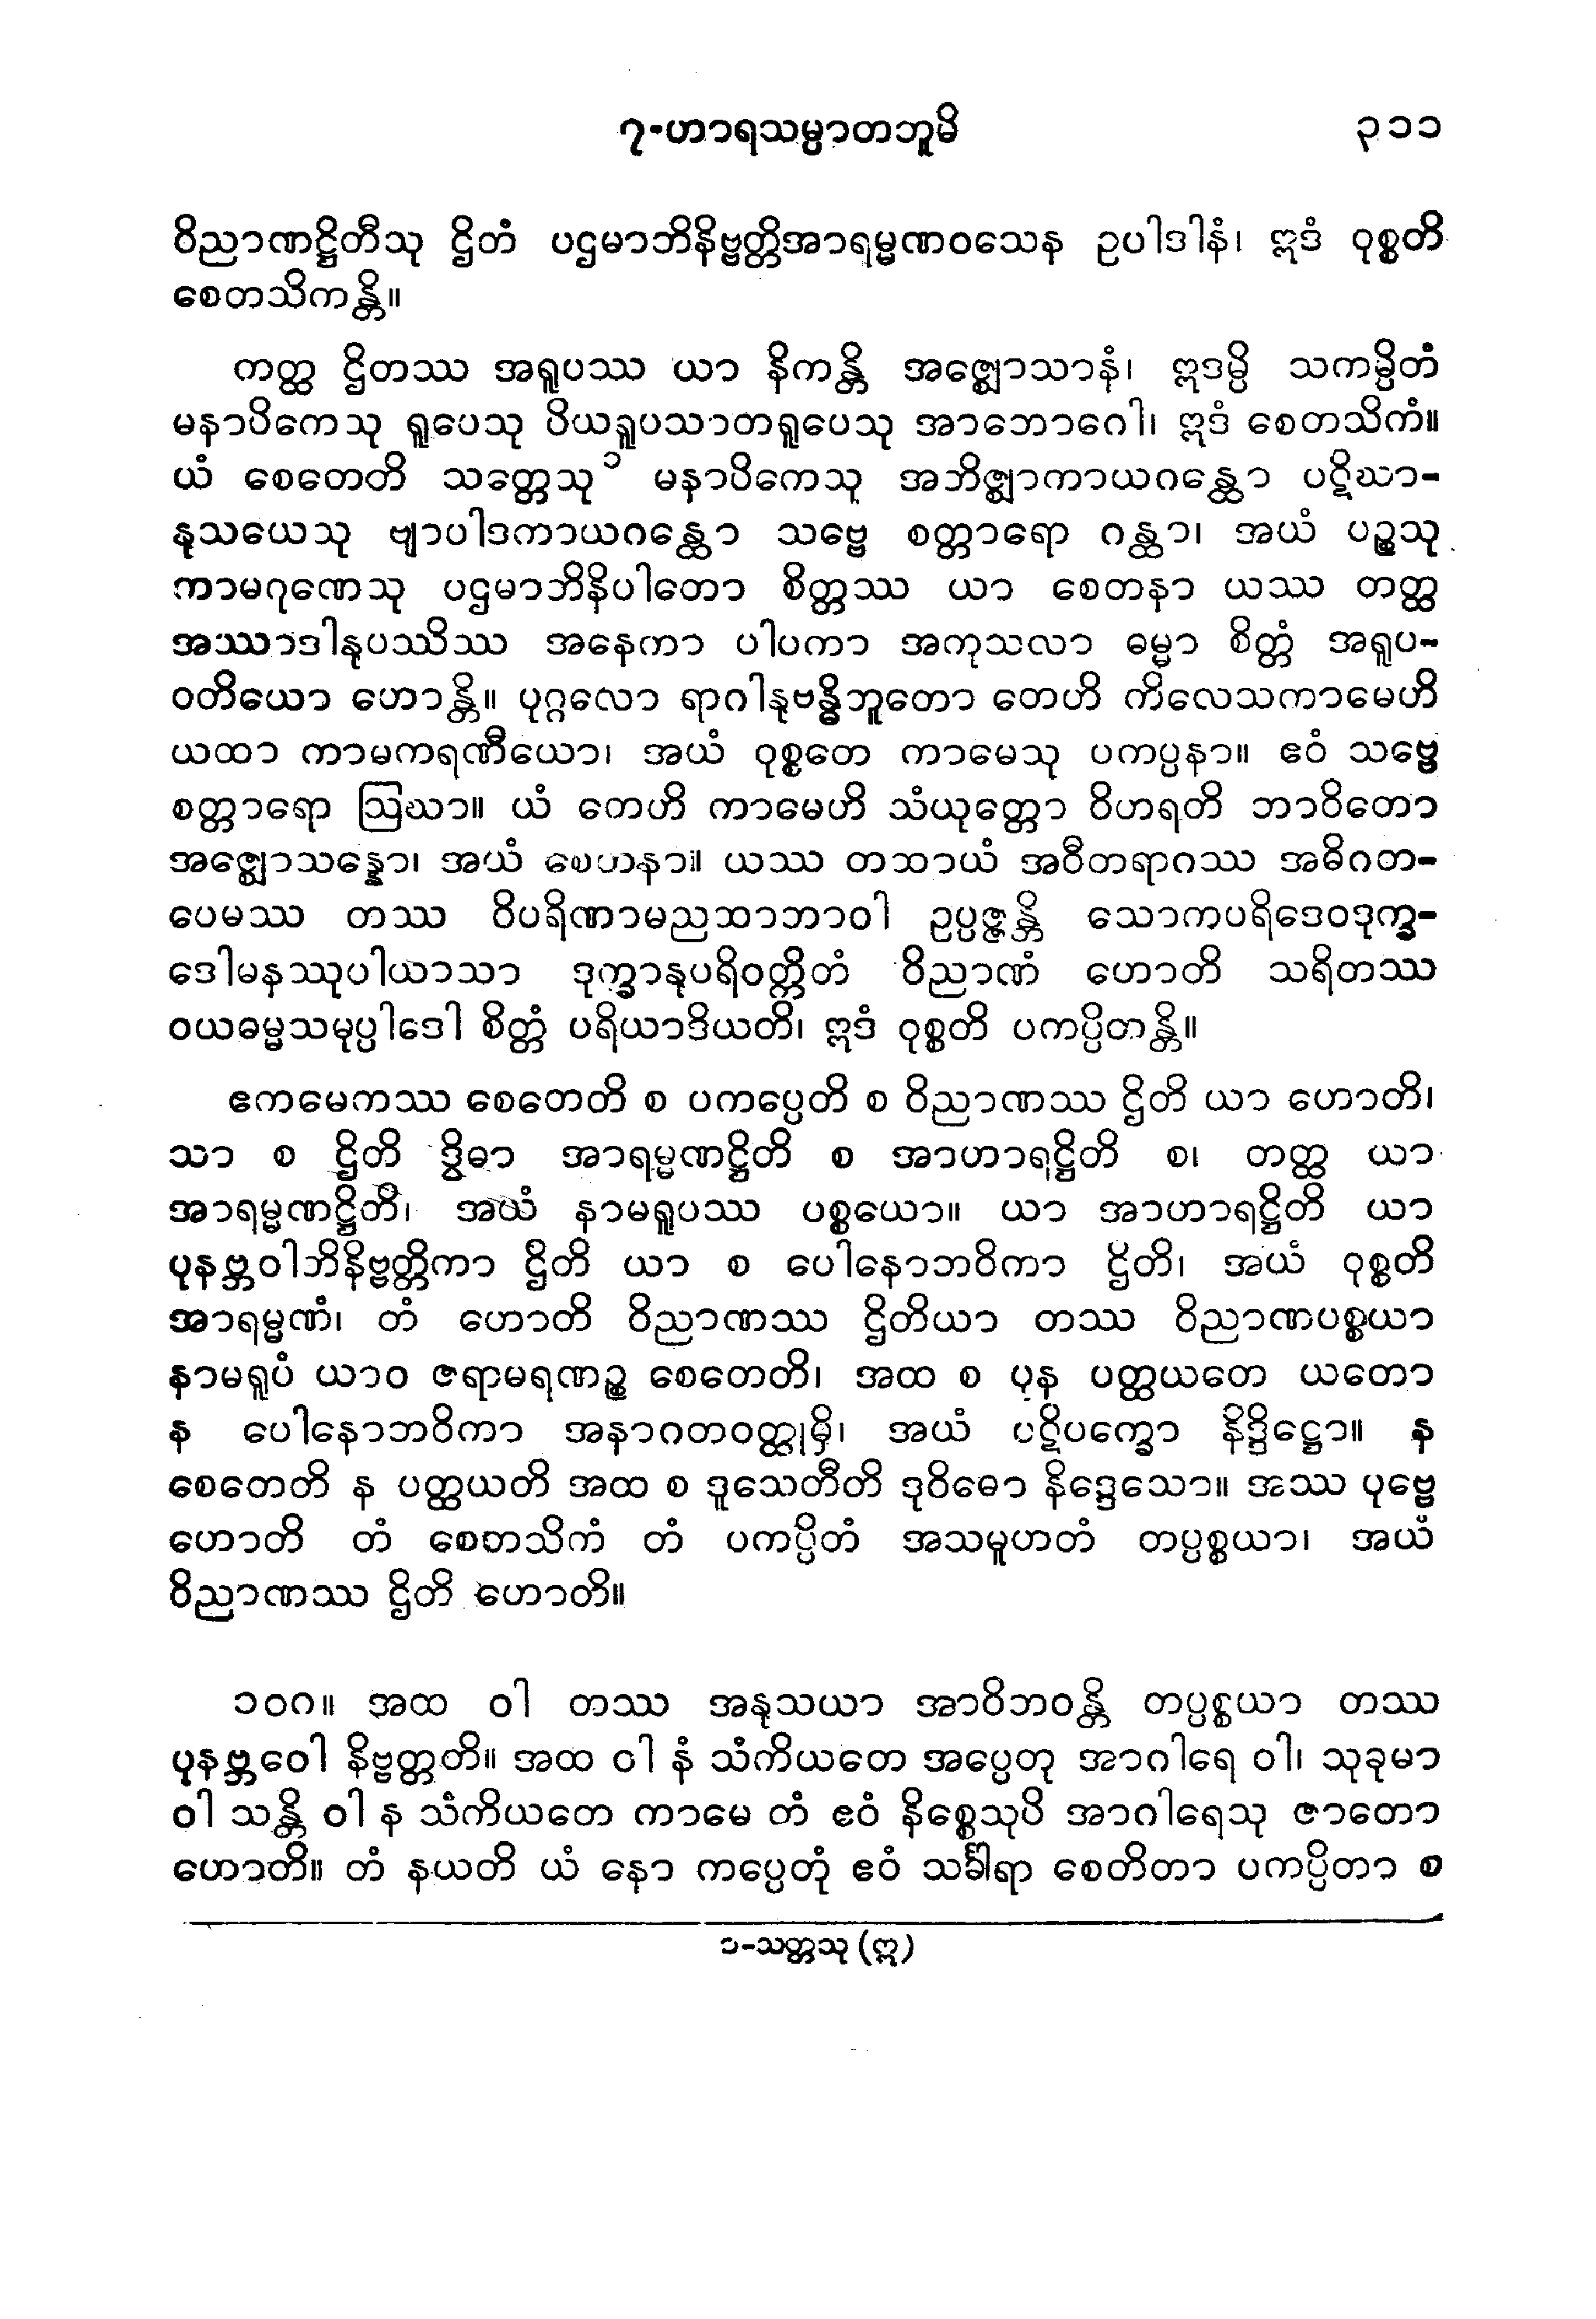 ၇-ဟာရသမ္ပာတဘူမိ ၃၁၁
ဝိညာဏဋ္ဌိတီသု ဌိတံ ပဌမာဘိနိဗ္ဗတ္တိအာရမ္မဏဝသေန ဥပါဒါနံ၊ ဣဒံ ဝုစ္စတိ
စေတသိကန္တိ။
ကတ္ထ ဌိတဿ အရူပဿ ယာ နိကန္တိ အဇ္ဈောသာနံ၊ ဣဒမ္ပိ သကမ္ပိတံ
မနာပိကေသု ရူပေသု ပိယရူပသာတရူပေသု အာဘောဂေါ၊ ဣဒံ စေတသိကံ။
ယံ စေတေတိ သတ္တေသု ၁ မနာပိကေသု အဘိဇ္ဈာကာယဂန္ထော ပဋိဃာ-
နုသယေသု ဗျာပါဒကာယဂန္ထော သဗ္ဗေ စတ္တာရော ဂန္ထာ၊ အယံ ပဉ္စသု
ကာမဂုဏေသု ပဌမာဘိနိပါတော စိတ္တဿ ယာ စေတနာ ယဿ တတ္ထ
အဿာဒါနုပဿိဿ အနေကာ ပါပကာ အကုသလာ ဓမ္မာ စိတ္တံ အရူပ-
ဝတိယော ဟောန္တိ။ ပုဂ္ဂလော ရာဂါနုဗန္ဓိဘူတော တေဟိ ကိလေသကာမေဟိ
ယထာ ကာမကရဏီယော၊ အယံ ဝုစ္စတေ ကာမေသု ပကပ္ပနာ။ ဧဝံ သဗ္ဗေ
စတ္တာရော ဩဃာ။ ယံ တေဟိ ကာမေဟိ သံယုတ္တော ဝိဟရတိ ဘာဝိတော
အဇ္ဈောသန္နော၊ အယံ စေတနာ။ ယဿ တထာယံ အဝီတရာဂဿ အဓိဂတ-
ပေမဿ တဿ ဝိပရိဏာမညထာဘာဝါ ဥပ္ပဇ္ဇန္တိ သောကပရိဒေဝဒုက္ခ-
ဒေါမနဿုပါယာသာ ဒုက္ခာနုပရိဝတ္တိတံ ဝိညာဏံ ဟောတိ သရိတဿ
ဝယဓမ္မသမုပ္ပါဒေါ စိတ္တံ ပရိယာဒိယတိ၊ ဣဒံ ဝုစ္စတိ ပကပ္ပိတန္တိ။
ဧကမေကဿ စေတေတိ စ ပကပ္ပေတိ စ ဝိညာဏဿ ဌိတိ ယာ ဟောတိ၊
သာ စ ဌိတိ ဒွိဓာ အာရမ္မဏဋ္ဌိတိ စ အာဟာရဋ္ဌိတိ စ၊ တတ္ထ ယာ
အာရမ္မဏဋ္ဌိတိ၊ အယံ နာမရူပဿ ပစ္စယော။ ယာ အာဟာရဋ္ဌိတိ ယာ
ပုနဗ္ဘဝါဘိနိဗ္ဗတ္တိကာ ဌိတိ ယာ စ ပေါနောဘဝိကာ ဌိတိ၊ အယံ ဝုစ္စတိ
အာရမ္မဏံ၊ တံ ဟောတိ ဝိညာဏဿ ဌိတိယာ တဿ ဝိညာဏပစ္စယာ
နာမရူပံ ယာဝ ဇရာမရဏဉ္စ စေတေတိ၊ အထ စ ပုန ပတ္ထယတေ ယတော
န ပေါနောဘဝိကာ အနာဂတဝတ္ထုမှိ၊ အယံ ပဋိပက္ခော နိဒ္ဒိဋ္ဌော။ န
စေတေတိ န ပတ္ထယတိ အထ စ ဒူသေတီတိ ဒုဝိဓော နိဒ္ဒေသော။ အဿ ပုဗ္ဗေ
ဟောတိ တံ စေတသိကံ တံ ပကပ္ပိတံ အသမူဟတံ တပ္ပစ္စယာ၊ အယံ
ဝိညာဏဿ ဌိတိ ဟောတိ။
၁၀၈။ အထ ဝါ တဿ အနုသယာ အာဝိဘဝန္တိ တပ္ပစ္စယာ တဿ
ပုနဗ္ဘဝေါ နိဗ္ဗတ္တတိ။ အထ ဝါ နံ သံကိယတေ အပ္ပေတု အာဂါရေ ဝါ၊ သုခုမာ
ဝါ သန္တိ ဝါ န သံကိယတေ ကာမေ တံ ဧဝံ နိစ္စေသုပိ အာဂါရေသု ဇာတော
ဟောတိ။ တံ နယတိ ယံ နော ကပ္ပေတုံ ဧဝံ သင်္ခါရာ စေတိတာ ပကပ္ပိတာ စ
၁-သတ္တသု (ဣ)